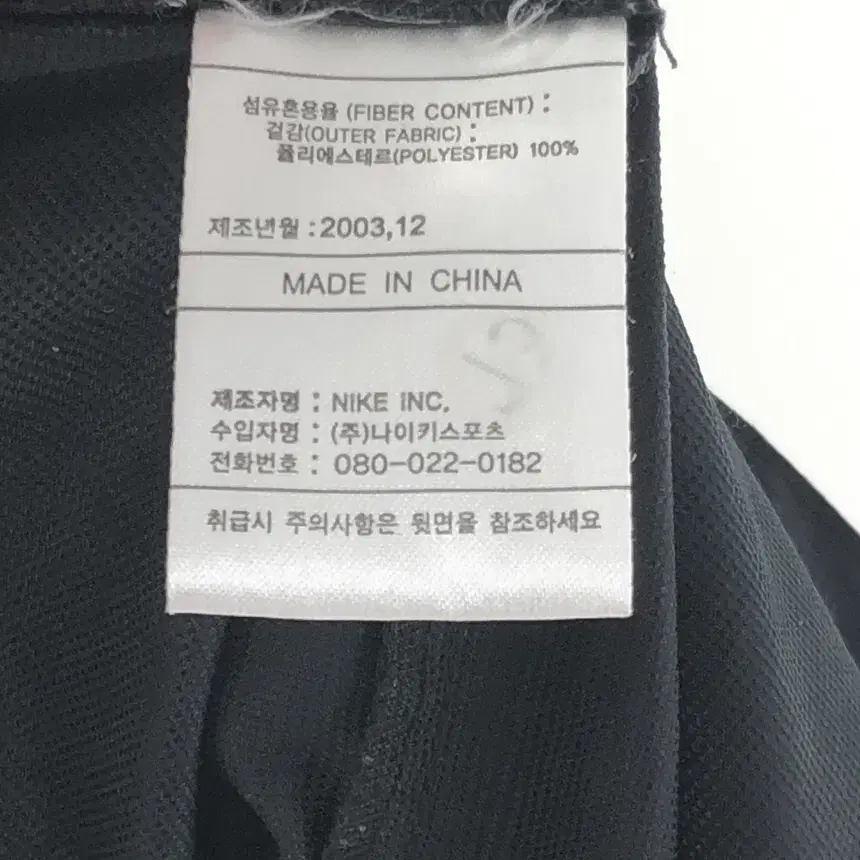 섬유혼용율 (FIBER CONTENT) :
겉감(OUTER FABRIC) :
폴리에스테르(POLYESTER) 100%
제조년월 : 2003,12
MADE IN CHINA
제조자명 : NIKE INC.
수입자명 : (주)나이키스포츠
전화번호 : 080-022-0182
취급시 주의사항은 뒷면을 참조하세요